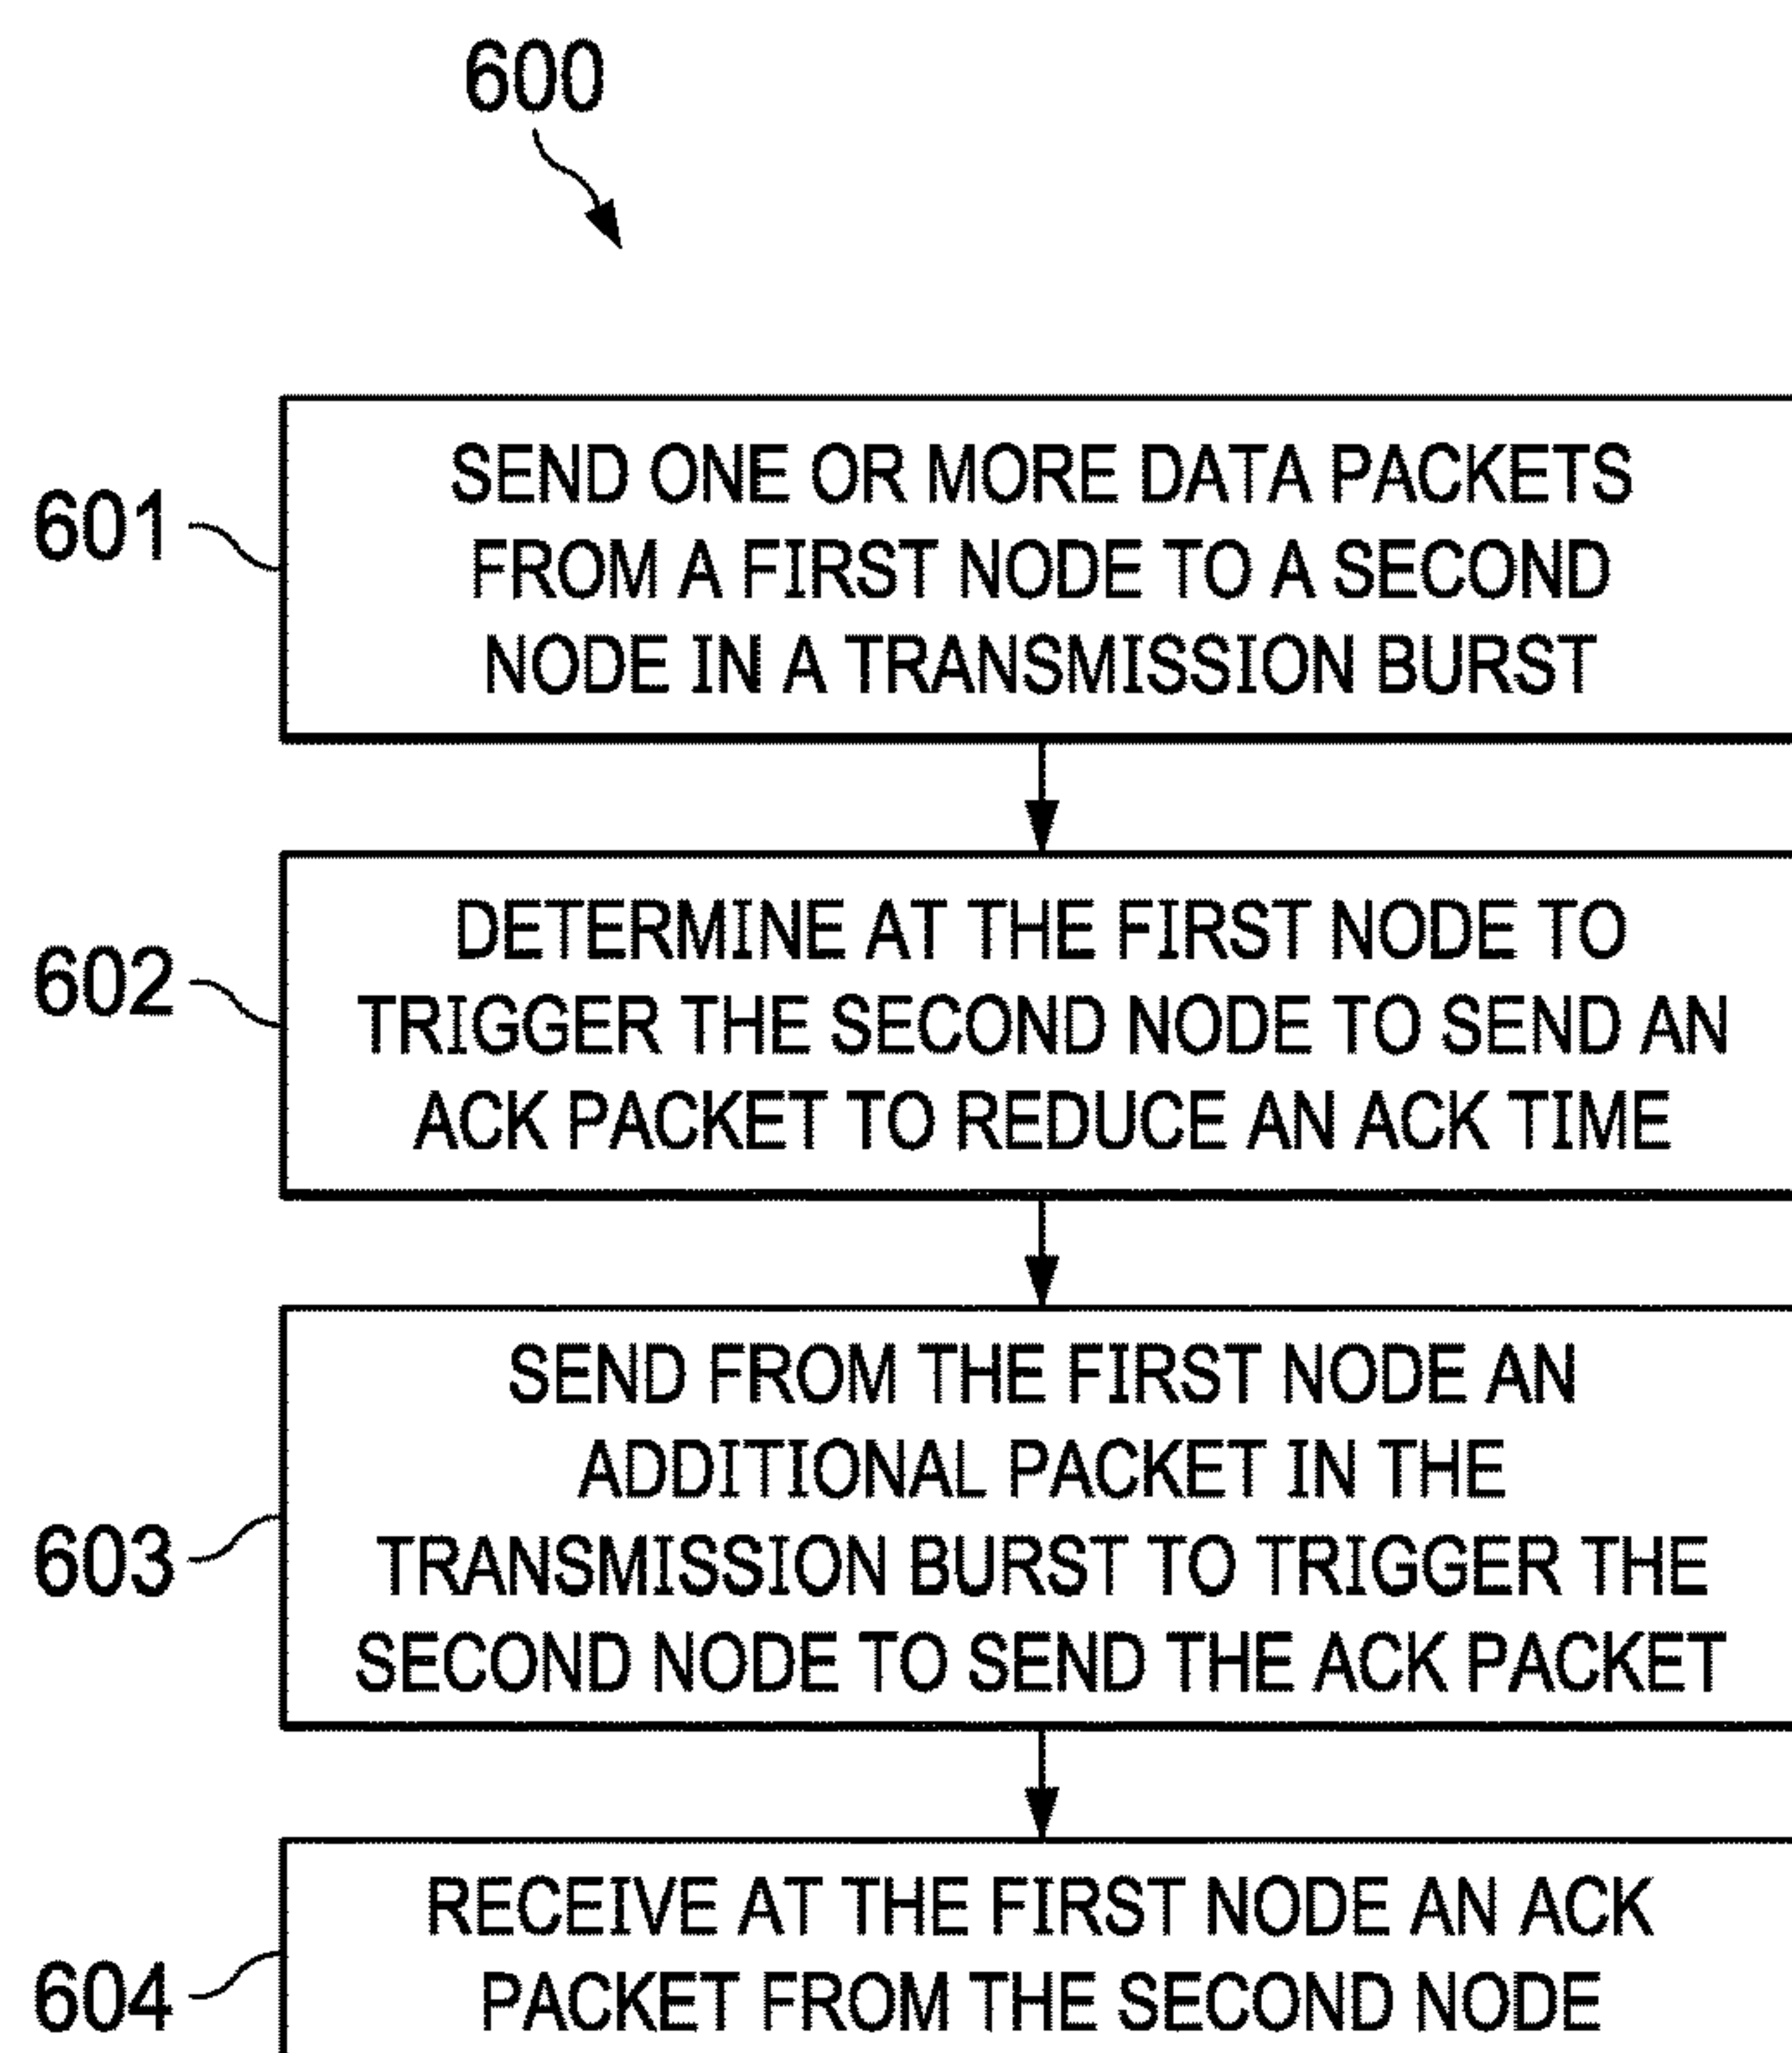 600
601
SEND ONE OR MORE DATA PACKETS
FROM A FIRST NODE TO A SECOND
NODE IN A TRANSMISSION BURST
602
DETERMINE AT THE FIRST NODE TO
TRIGGER THE SECOND NODE TO SEND AN
ACK PACKET TO REDUCE AN ACK TIME
603
SEND FROM THE FIRST NODE AN
ADDITIONAL PACKET IN THE
TRANSMISSION BURST TO TRIGGER THE
SECOND NODE TO SEND THE ACK PACKET
604
RECEIVE AT THE FIRST NODE AN ACK
PACKET FROM THE SECOND NODE